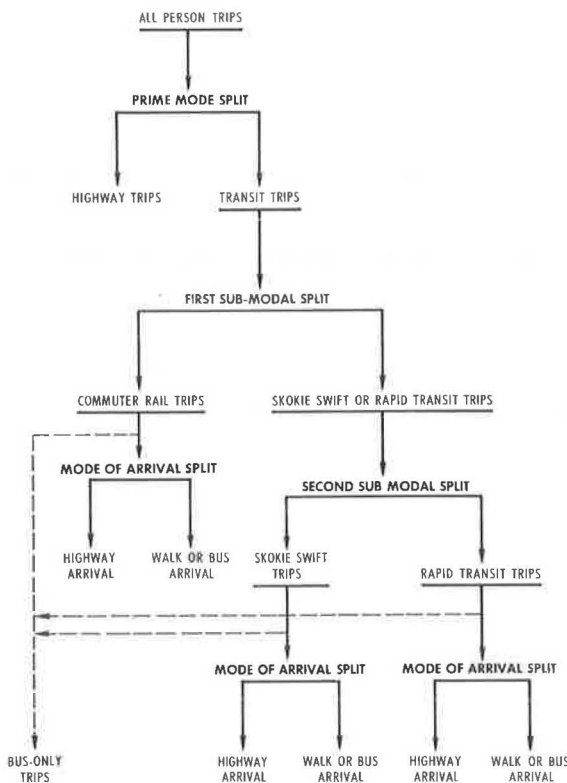 ALL PERSON TRIPS
PRIME MODE SPLIT
HIGHWAY TRIPS
TRANSIT TRIPS
FIRST SUB-MODAL SPLIT
COMMUTER RAIL TRIPS
SKOKIE SWIFT OR RAPID TRANSIT TRIPS
MODE OF ARRIVAL SPLIT
SECOND SUB MODAL SPLIT
HIGHWAY
ARRIVAL
WALK OR BUS
ARRIVAL
SKOKIE SWIFT
TRIPS
RAPID TRANSIT TRIPS
MODE OF ARRIVAL SPLIT
MODE OF ARRIVAL SPLIT
BUS-ONLY
TRIPS
HIGHWAY
ARRIVAL
WALK OR BUS
ARRIVAL
HIGHWAY
ARRIVAL
WALK OR BUS
ARRIVAL